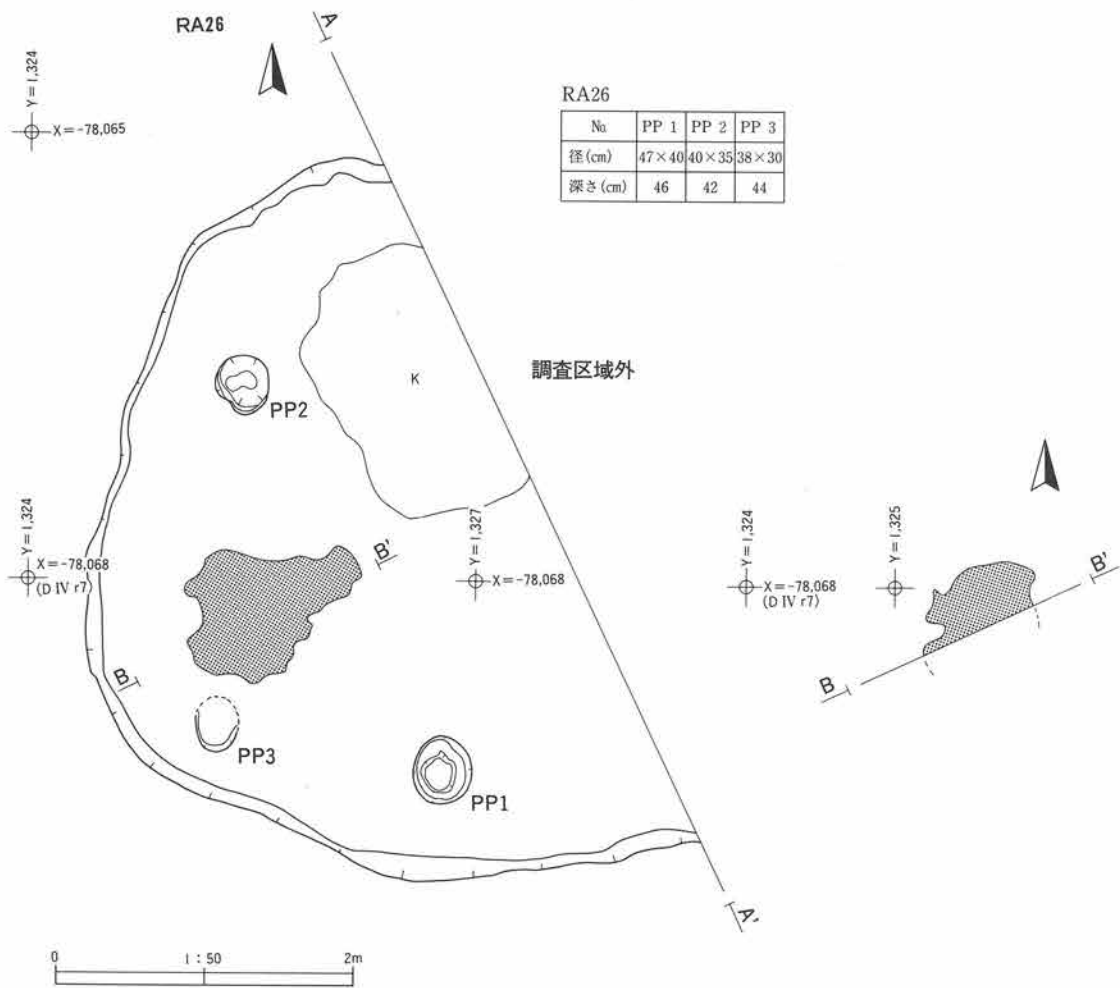 RA26
A
Y=1,324
X=-78,065
RA26
No. PP 1 PP 2 PP 3
径(cm) 47×40 40×35 38×30
深さ(cm) 46 42 44
K
調査区域外
PP2
Y=1,324
X=-78,068
(D IV r7)
B'
Y=1,327
X=-78,068
Y=1,324
X=-78,068
(D IV r7)
Y=1,325
B'
B
B
PP3
PP1
A'
0 1:50 2m